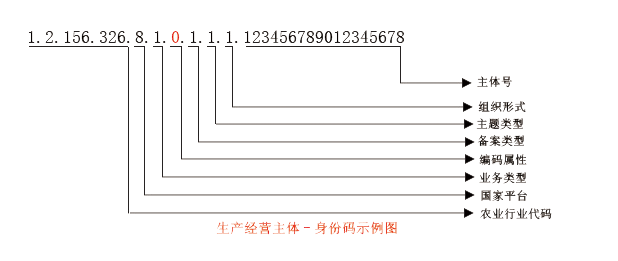 1.2.156.326.8.1.0.1.1.1.123456789012345678
主体号
组织形式
主题类型
备案类型
编码属性
业务类型
国家平台
农业行业代码
生产经营主体-身份码示例图